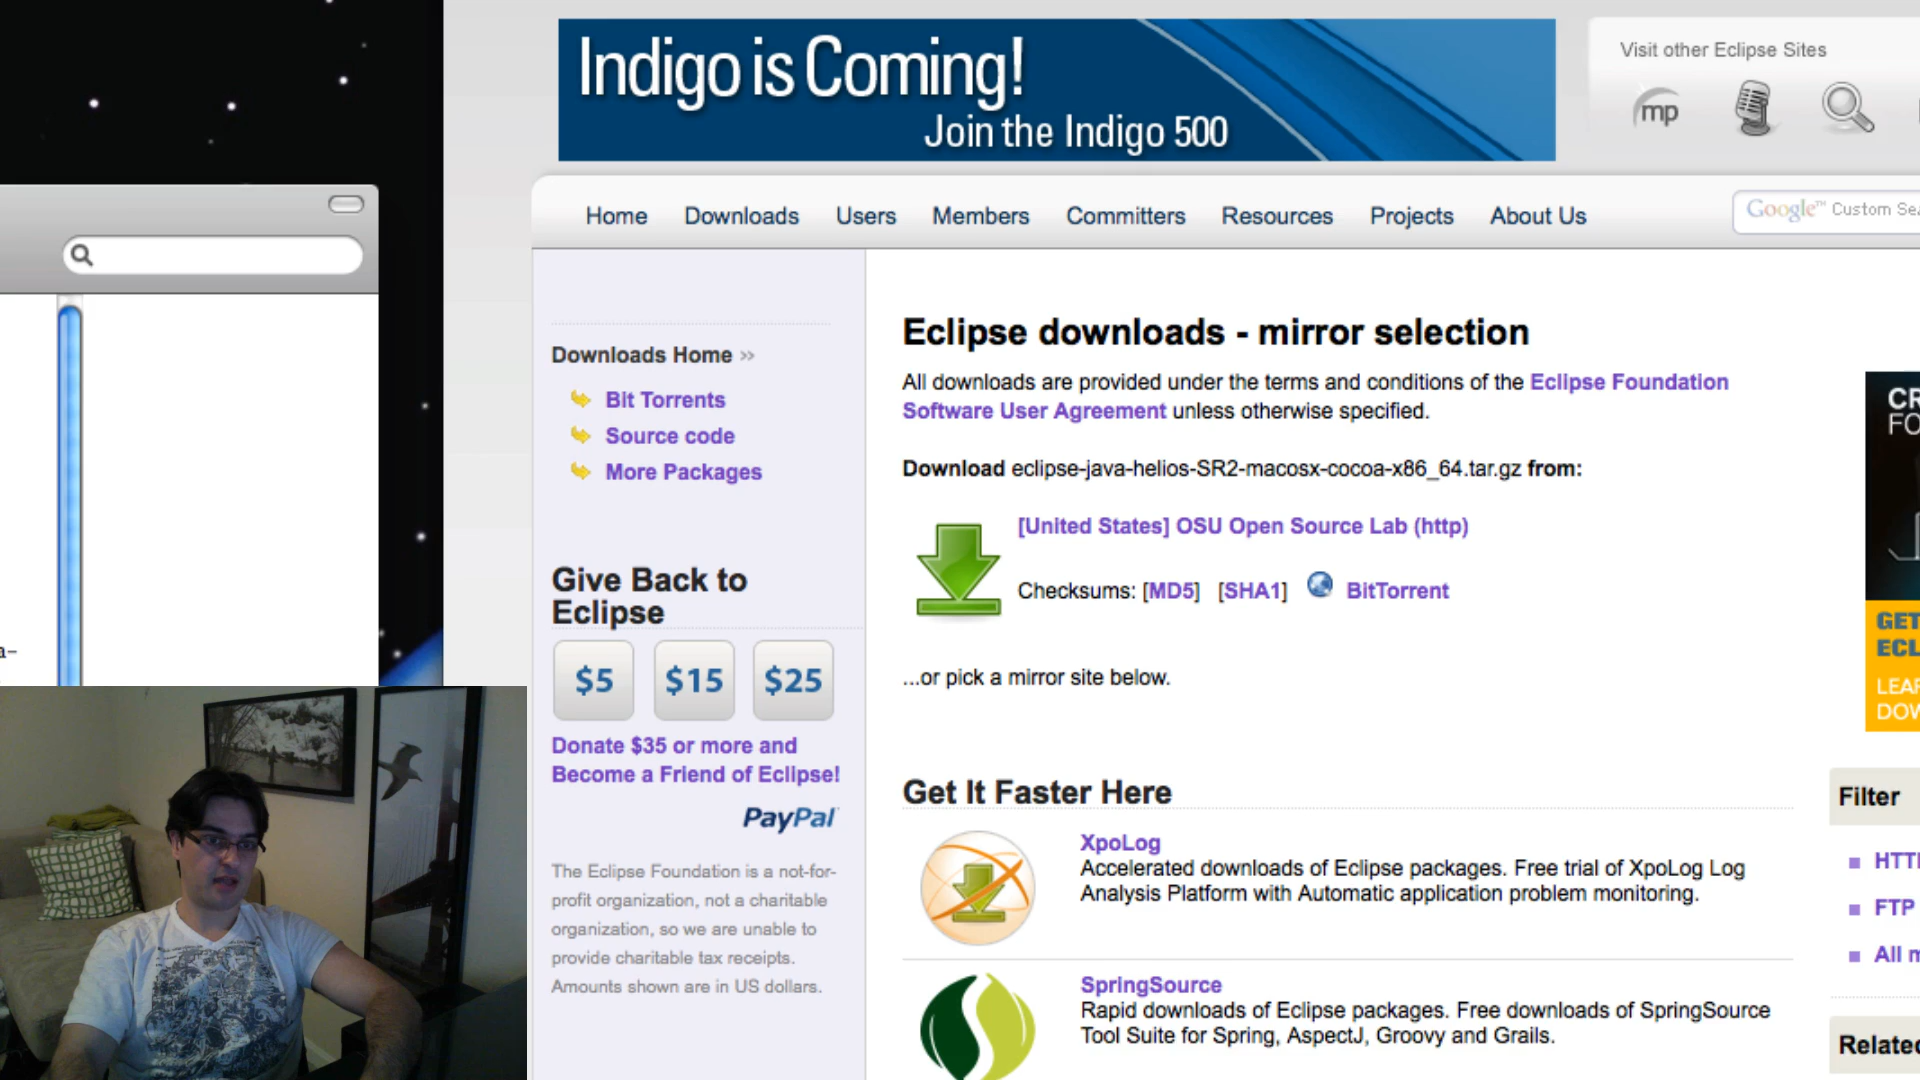 Indigo is Coming!
Join the Indigo 500
Visit other Eclipse Sites
mp
Home Downloads Users Members Committers Resources Projects About Us
Google™ Custom
Downloads Home »
Bit Torrents
Source code
More Packages
Give Back to
Eclipse
$5 $15 $25
Donate $35 or more and
Become a Friend of Eclipse!
PayPal
The Eclipse Foundation is a not-for-
profit organization, not a charitable
organization, so we are unable to
provide charitable tax receipts.
Amounts shown are in US dollars.
Eclipse downloads - mirror selection
All downloads are provided under the terms and conditions of the Eclipse Foundation
Software User Agreement unless otherwise specified.
Download eclipse-java-helios-SR2-macosx-cocoa-x86_64.tar.gz from:
[United States] OSU Open Source Lab (http)
Checksums: [MD5] [SHA1] BitTorrent
...or pick a mirror site below.
Get It Faster Here
XpoLog
Accelerated downloads of Eclipse packages. Free trial of XpoLog Log
Analysis Platform with Automatic application problem monitoring.
SpringSource
Rapid downloads of Eclipse packages. Free downloads of SpringSource
Tool Suite for Spring, AspectJ, Groovy and Grails.
GET
Filter
FTP
All